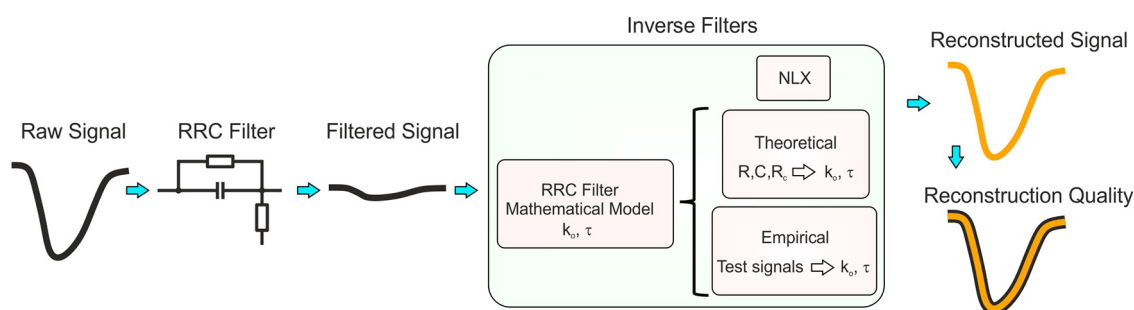 Raw Signal
RRC Filter
Filtered Signal
Inverse Filters
NLX
RRC Filter
Mathematical Model
kₒ, τ
Theoretical
R,C,R꜀ ⇨ kₒ, τ
Empirical
Test signals ⇨ kₒ, τ
Reconstructed Signal
Reconstruction Quality